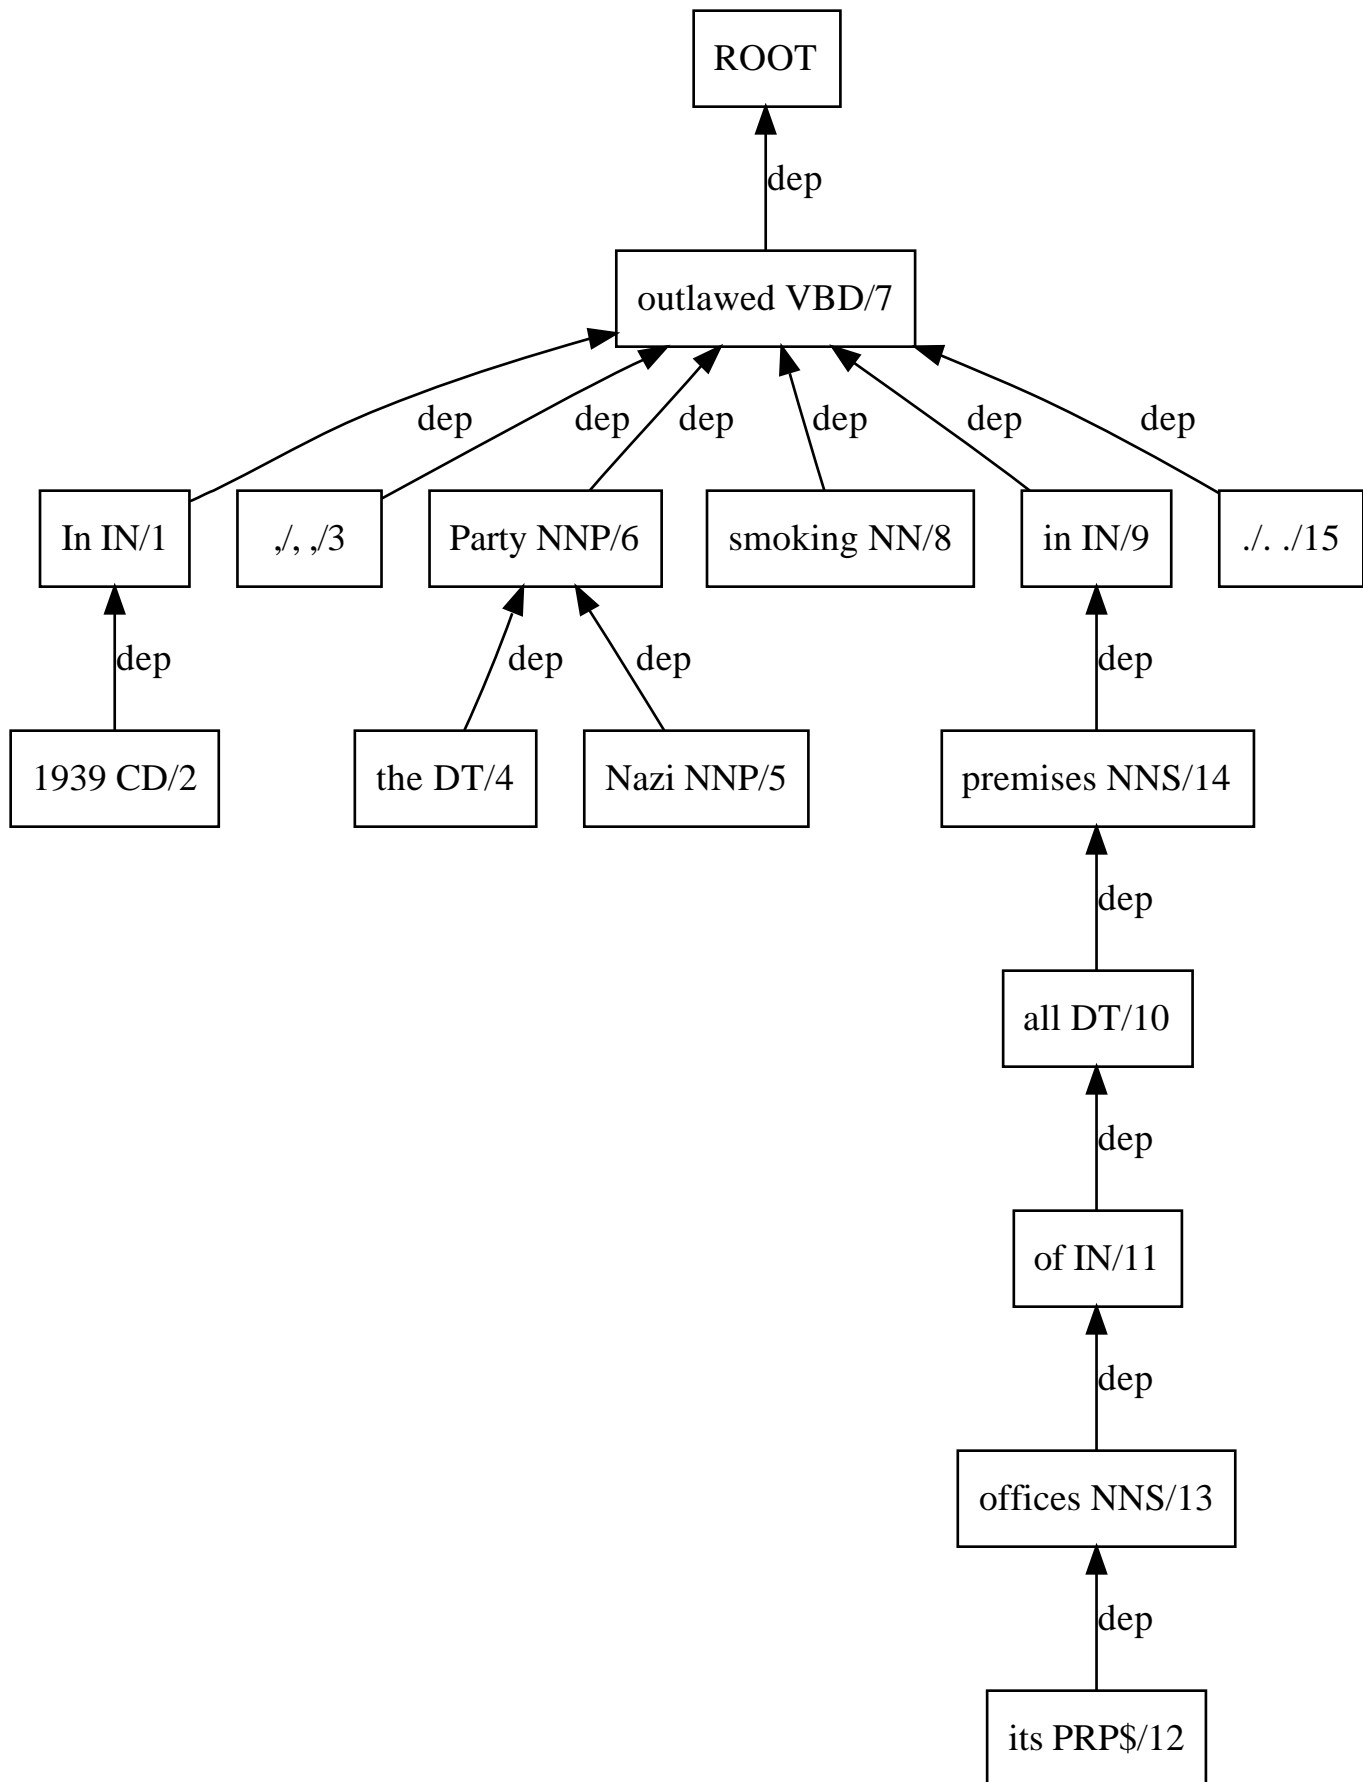 ROOT
dep
outlawed VBD/7
dep dep dep dep dep dep
In IN/1 ,/, ,/3 Party NNP/6 smoking NN/8 in IN/9 ./. ./15
dep dep dep dep
1939 CD/2 the DT/4 Nazi NNP/5 premises NNS/14
dep
all DT/10
dep
of IN/11
dep
offices NNS/13
dep
its PRP$/12